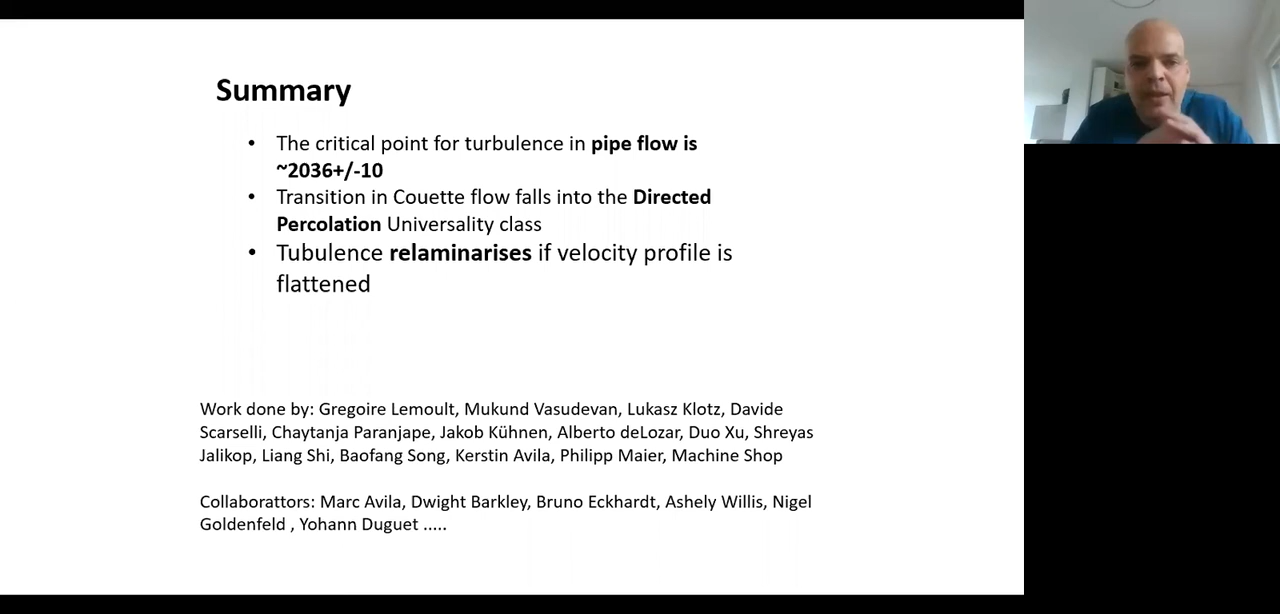 Summary
• The critical point for turbulence in pipe flow is
~2036+/-10
• Transition in Couette flow falls into the Directed
Percolation Universality class
• Tubulence relaminarises if velocity profile is
flattened
Work done by: Gregoire Lemoult, Mukund Vasudevan, Lukasz Klotz, Davide
Scarselli, Chaytanja Paranjape, Jakob Kühnen, Alberto deLozar, Duo Xu, Shreyas
Jalikop, Liang Shi, Baofang Song, Kerstin Avila, Philipp Maier, Machine Shop
Collaborattors: Marc Avila, Dwight Barkley, Bruno Eckhardt, Ashely Willis, Nigel
Goldenfeld , Yohann Duguet .....